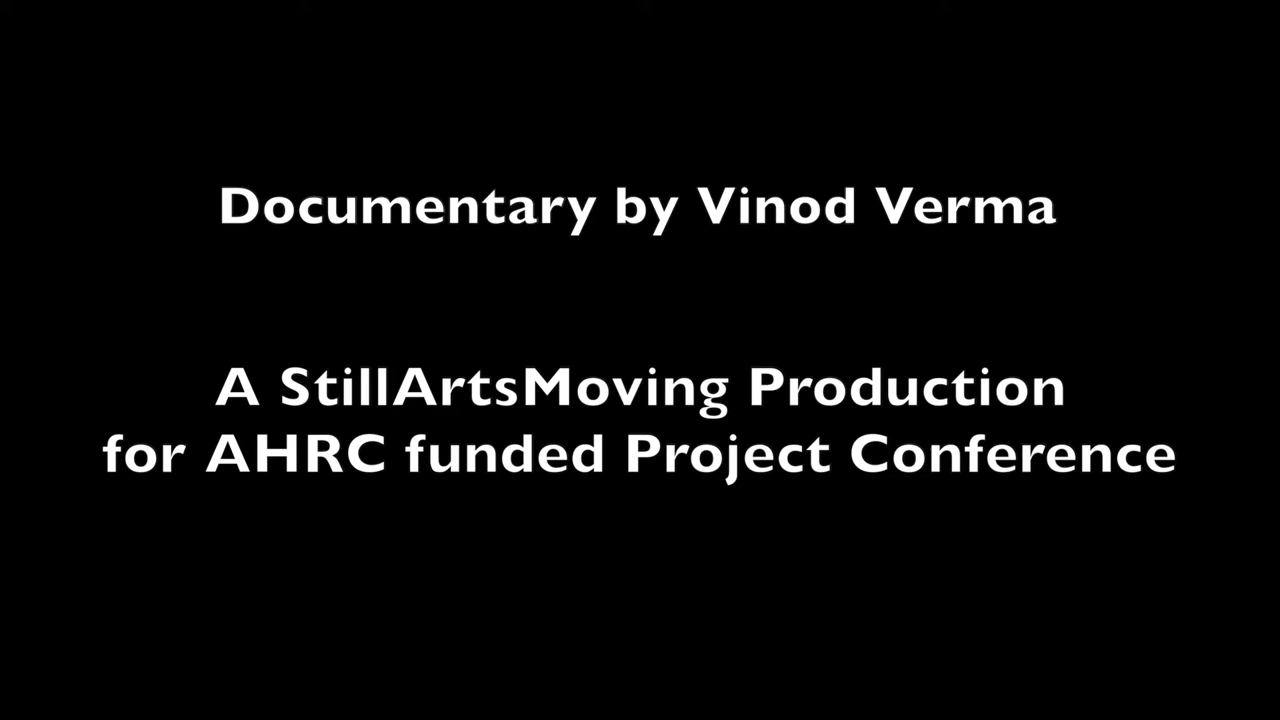 Documentary by Vinod Verma
A StillArtsMoving Production
for AHRC funded Project Conference